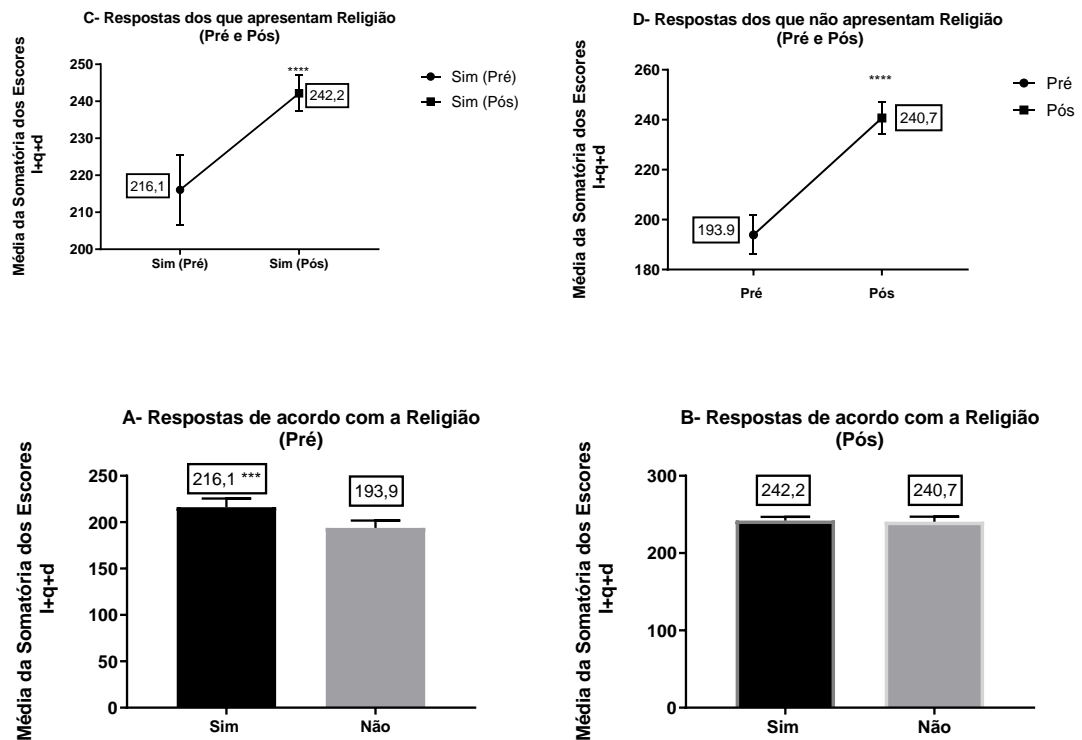 C- Respostas dos que apresentam Religião
(Pré e Pós)
Média da Somatória dos Escores
I+q+d
250
240
230
220
210
200
****
242,2
216,1
Sim (Pré)
Sim (Pós)
Sim (Pré)
Sim (Pós)
D- Respostas dos que não apresentam Religião
(Pré e Pós)
Média da Somatória dos Escores
I+q+d
260
240
220
200
180
****
240,7
193.9
Pré
Pós
Pré
Pós
A- Respostas de acordo com a Religião
(Pré)
Média da Somatória dos Escores
I+q+d
250
200
150
100
50
0
216,1 ***
193,9
Sim
Não
B- Respostas de acordo com a Religião
(Pós)
Média da Somatória dos Escores
I+q+d
300
200
100
0
242,2
240,7
Sim
Não